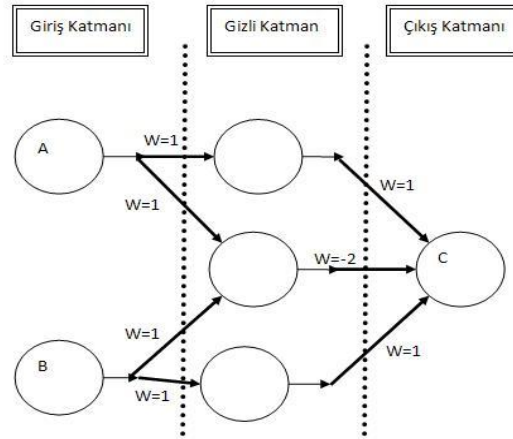 Giriş Katmanı
Gizli Katman
Çıkış Katmanı
A
W=1
W=1
W=1
W=-2
C
W=1
W=1
B
W=1